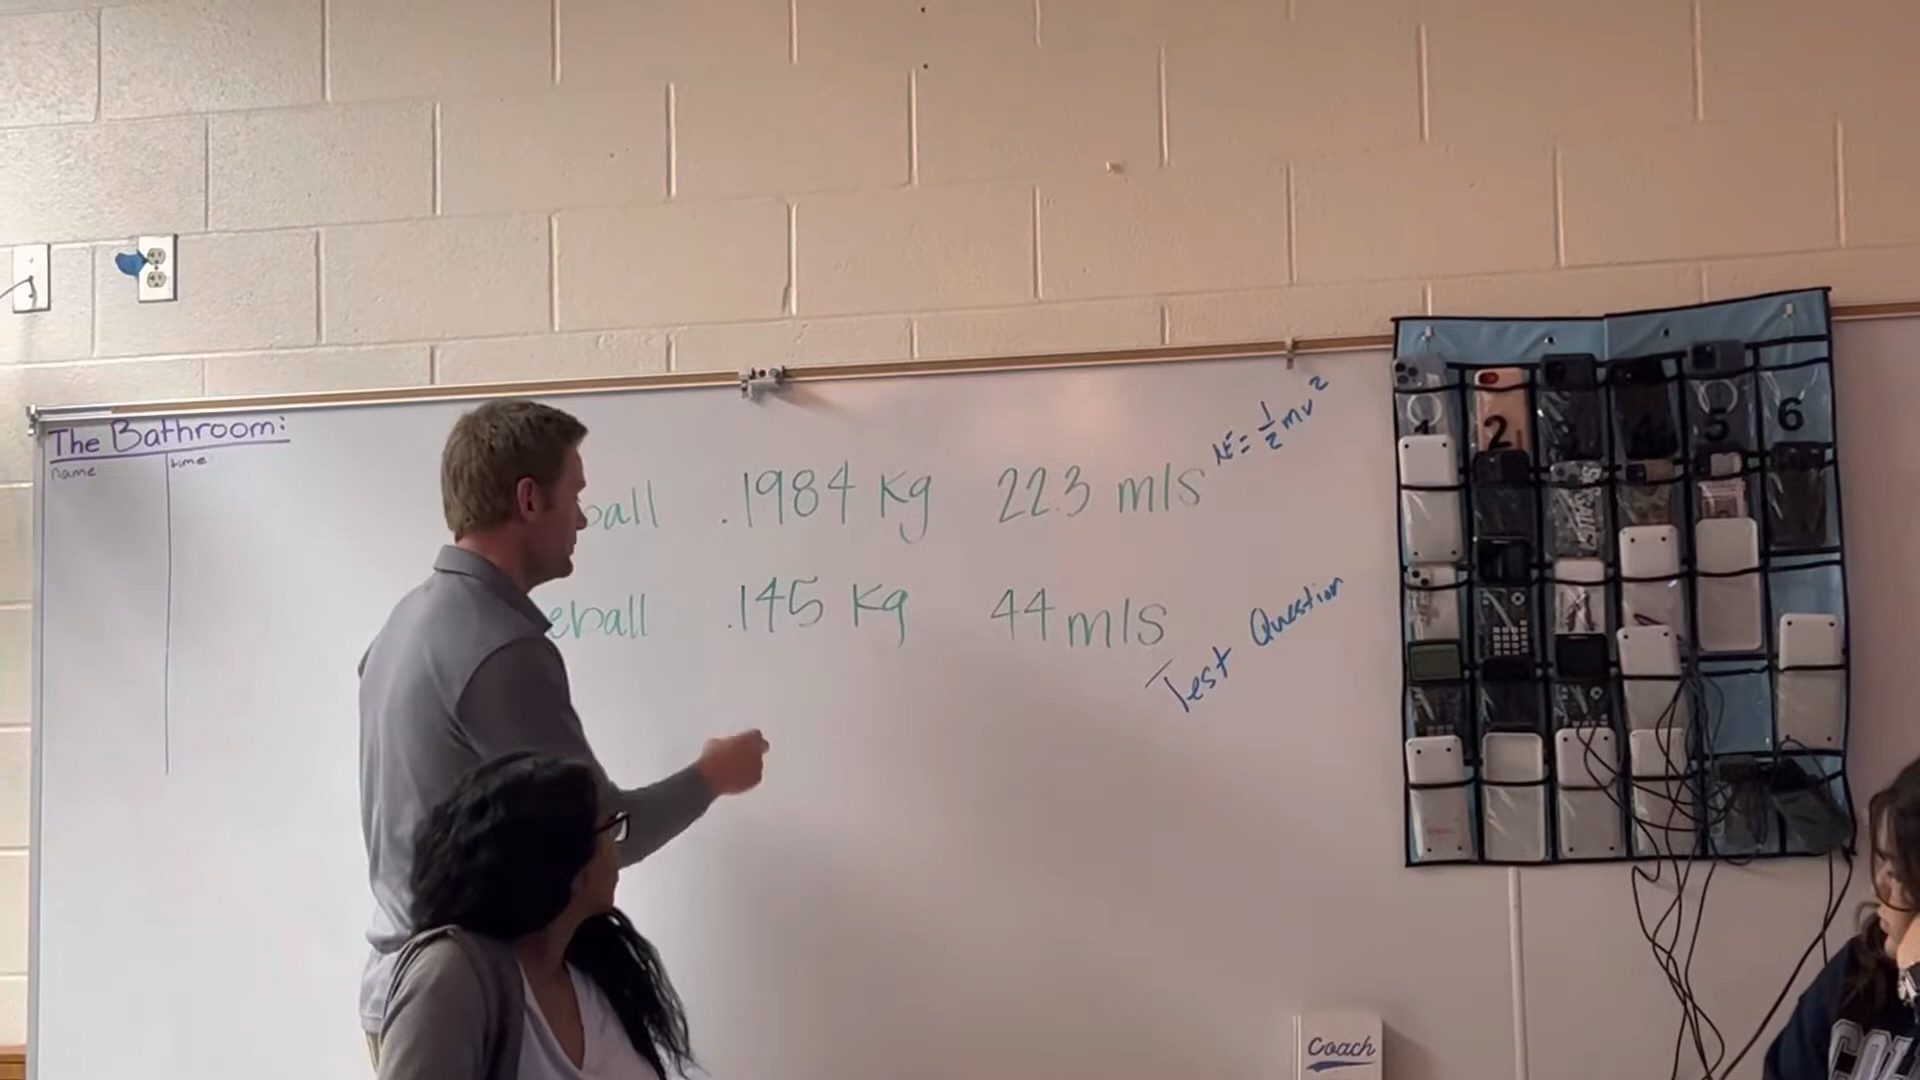 The Bathroom:
name time
ball .1984 kg 22.3 m/s
KE = 1/2 mv²
eball .145 kg 44 m/s
Test Question
2
5
6
Coach